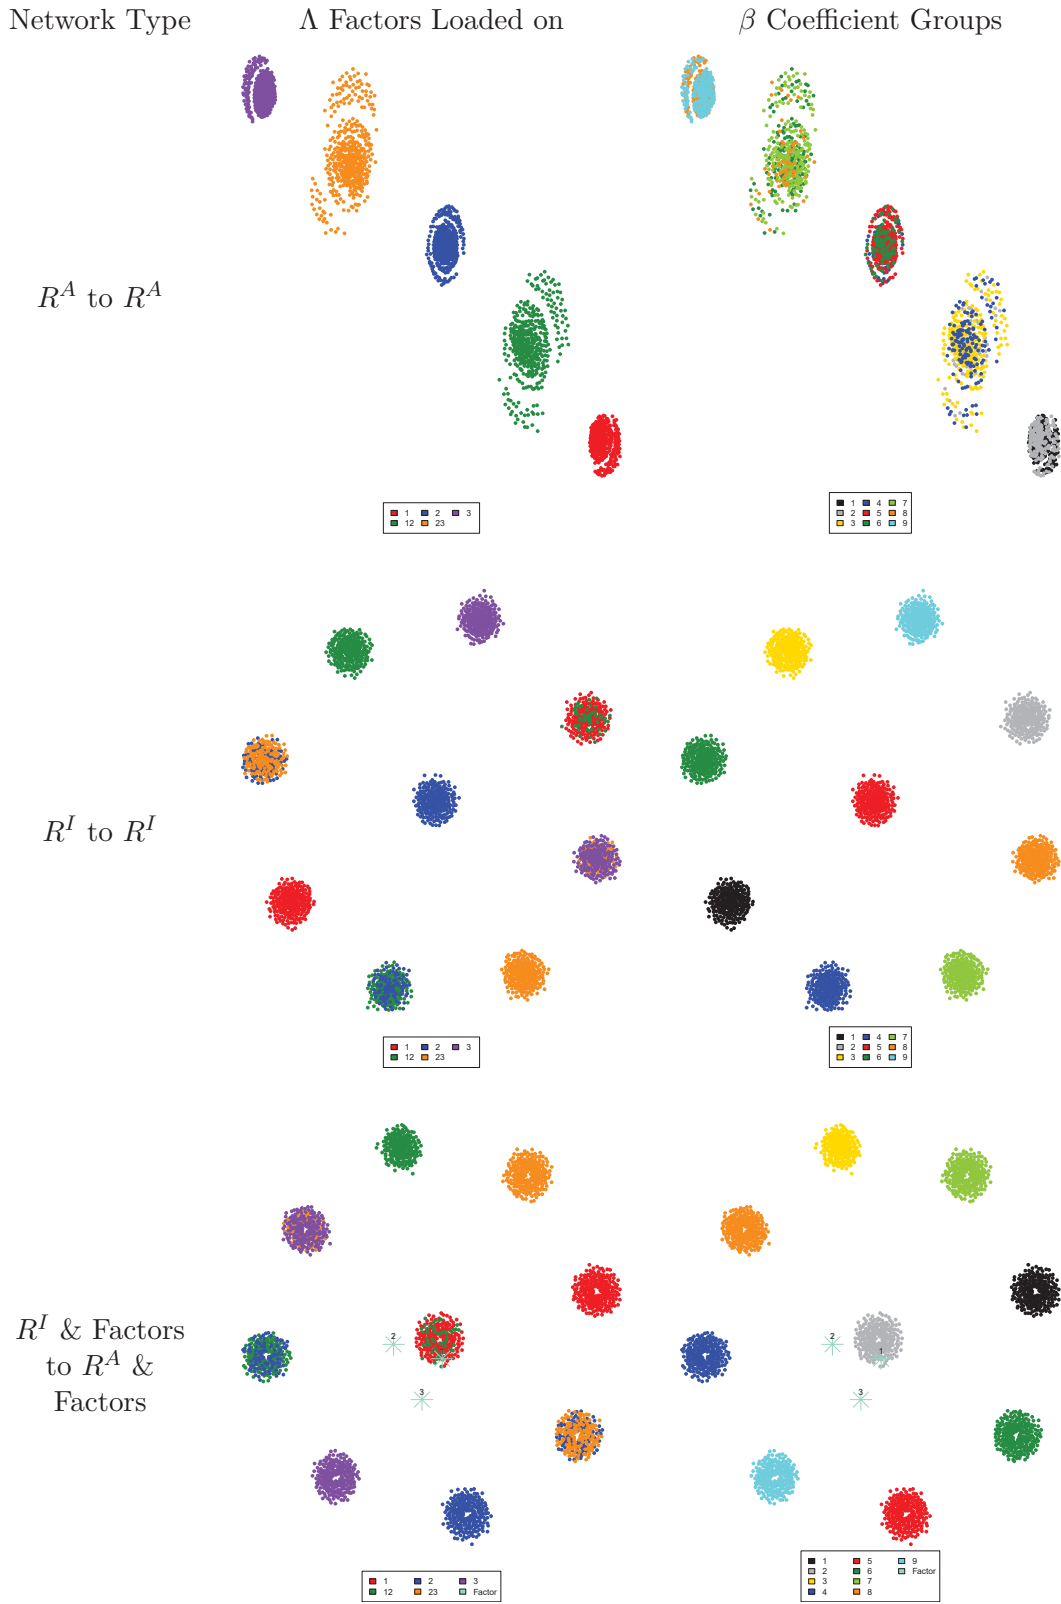 Network Type Λ Factors Loaded on β Coefficient Groups
R^A to R^A
1 2 3
12 23
1 4 7
2 5 8
3 6 9
R^I to R^I
1 2 3
12 23
1 4 7
2 5 8
3 6 9
R^I & Factors
to R^A &
Factors
2
3
2
1
3
1 2 3
12 23 Factor
1 5 9
2 6 Factor
3 7
4 8